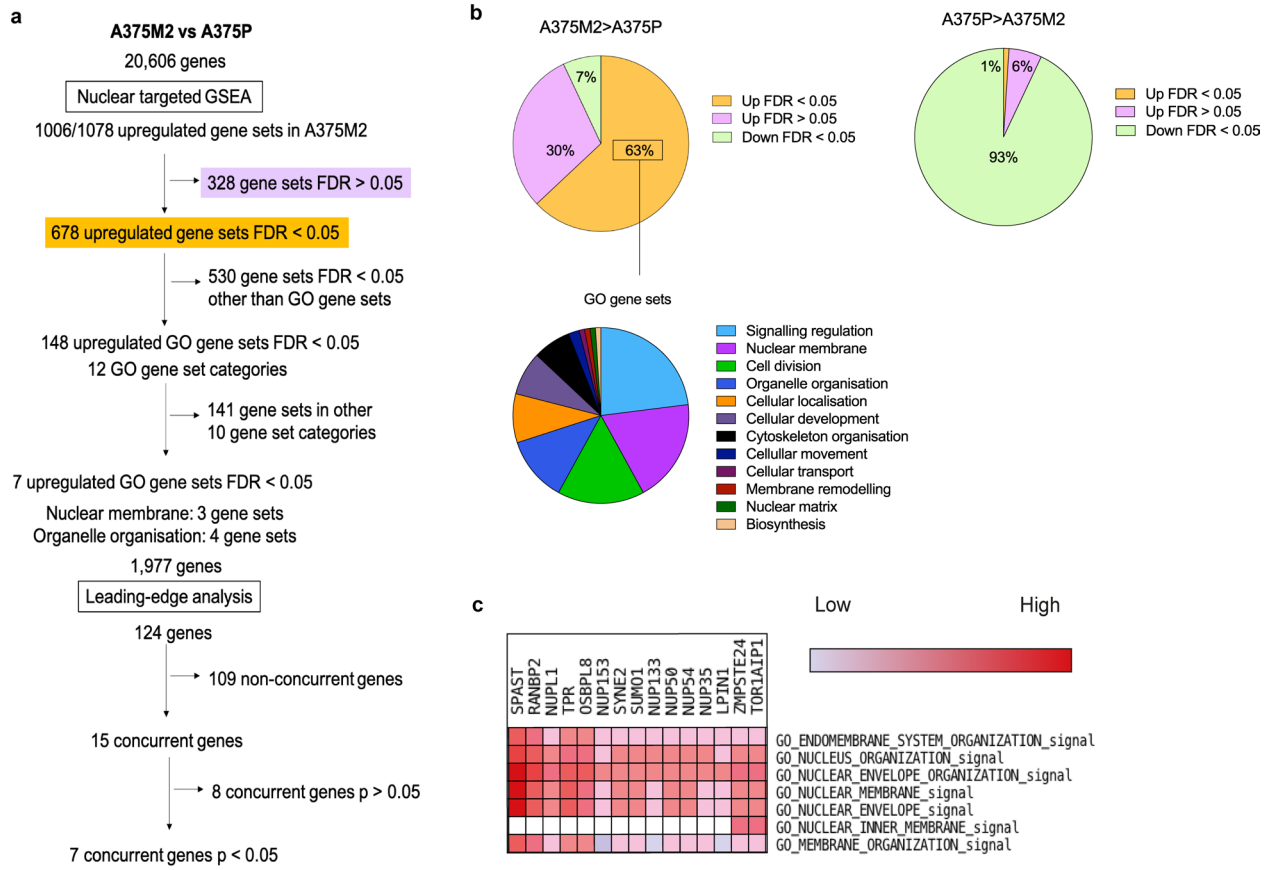 a
A375M2 vs A375P
20,606 genes
Nuclear targeted GSEA
1006/1078 upregulated gene sets in A375M2
328 gene sets FDR > 0.05
678 upregulated gene sets FDR < 0.05
530 gene sets FDR < 0.05
other than GO gene sets
148 upregulated GO gene sets FDR < 0.05
12 GO gene set categories
141 gene sets in other
10 gene set categories
7 upregulated GO gene sets FDR < 0.05
Nuclear membrane: 3 gene sets
Organelle organisation: 4 gene sets
1,977 genes
Leading-edge analysis
124 genes
109 non-concurrent genes
15 concurrent genes
8 concurrent genes p > 0.05
7 concurrent genes p < 0.05
b
A375M2>A375P
7%
30%
63%
Up FDR < 0.05
Up FDR > 0.05
Down FDR < 0.05
A375P>A375M2
1%
6%
93%
Up FDR < 0.05
Up FDR > 0.05
Down FDR < 0.05
GO gene sets
Signalling regulation
Nuclear membrane
Cell division
Organelle organisation
Cellular localisation
Cellular development
Cytoskeleton organisation
Cellullar movement
Cellular transport
Membrane remodelling
Nuclear matrix
Biosynthesis
c
Low
High
SPAST
RANBP2
NUPL1
TPR
OSBPL8
NUP153
SYNE2
SUMO1
NUP133
NUP50
NUP54
NUP35
LPIN1
ZMPSTE24
TOR1AIP1
GO_ENDOMEMBRANE_SYSTEM_ORGANIZATION_signal
GO_NUCLEUS_ORGANIZATION_signal
GO_NUCLEAR_ENVELOPE_ORGANIZATION_signal
GO_NUCLEAR_MEMBRANE_signal
GO_NUCLEAR_ENVELOPE_signal
GO_NUCLEAR_INNER_MEMBRANE_signal
GO_MEMBRANE_ORGANIZATION_signal